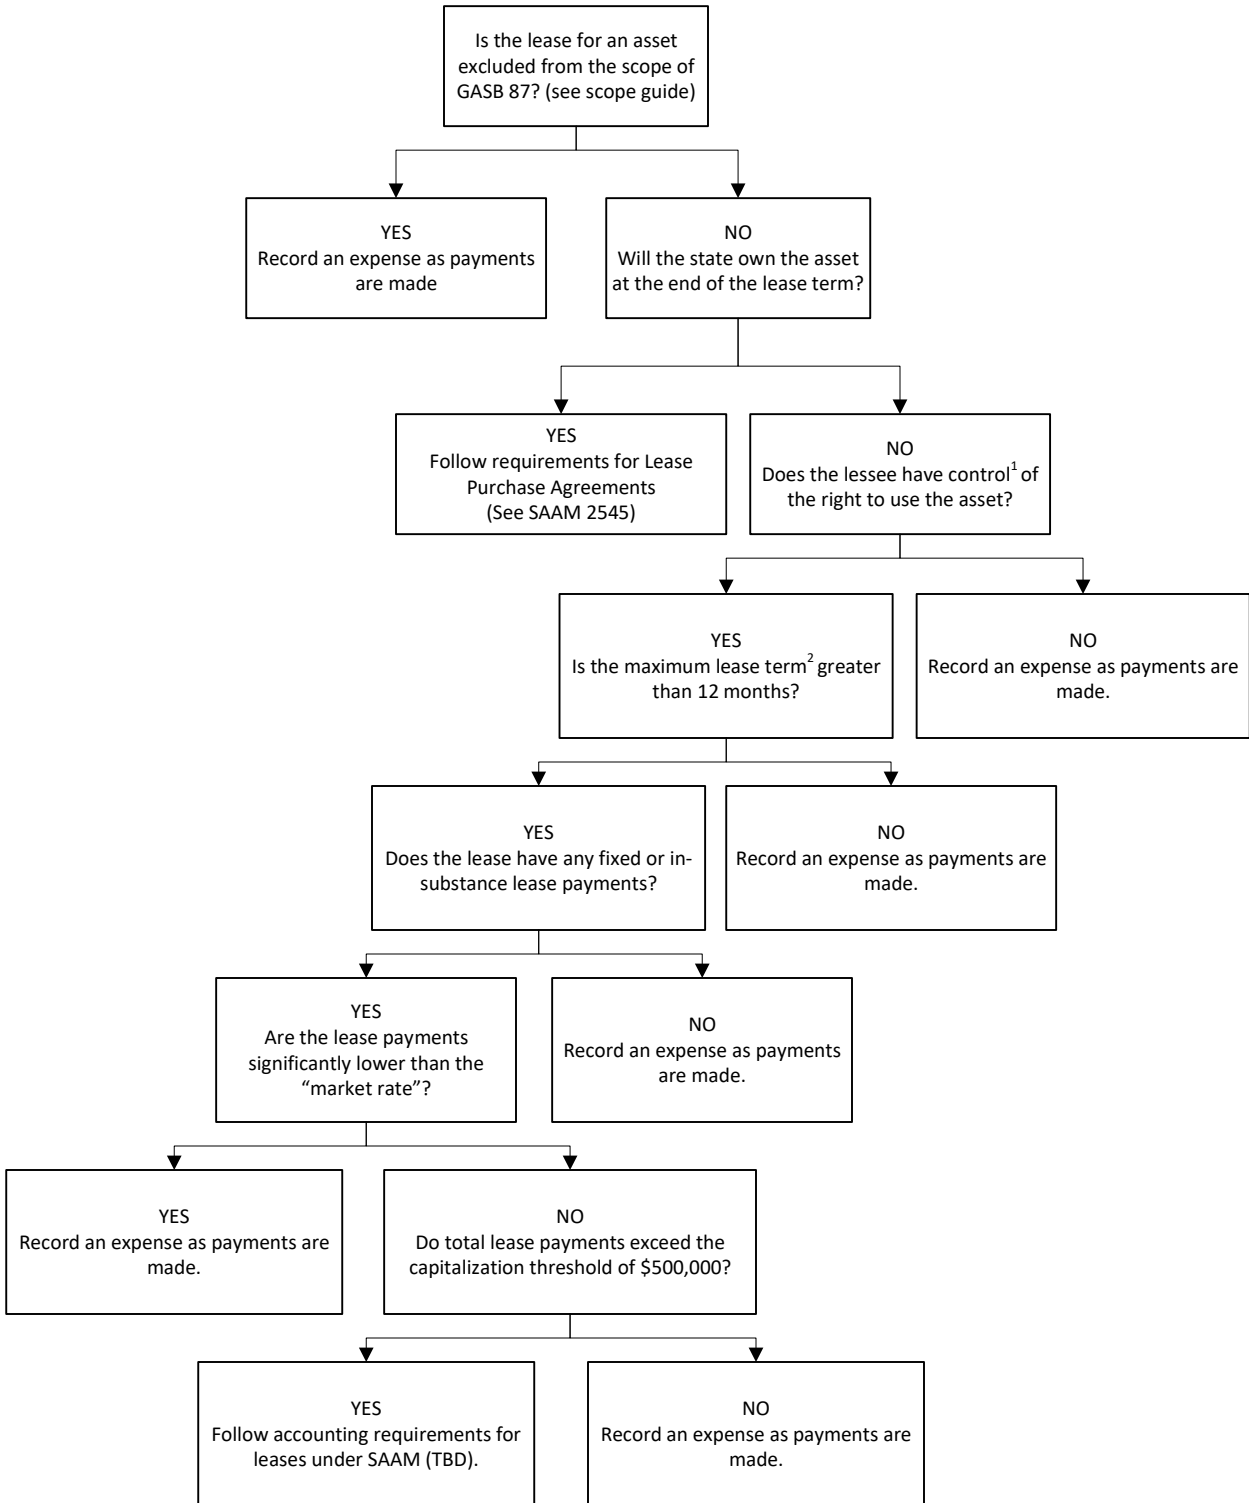 Is the lease for an asset
excluded from the scope of
GASB 87? (see scope guide)
YES
Record an expense as payments
are made
NO
Will the state own the asset
at the end of the lease term?
YES
Follow requirements for Lease
Purchase Agreements
(See SAAM 2545)
NO
Does the lessee have control¹ of
the right to use the asset?
YES
Is the maximum lease term² greater
than 12 months?
NO
Record an expense as payments are
made.
YES
Does the lease have any fixed or in-
substance lease payments?
NO
Record an expense as payments are
made.
YES
Are the lease payments
significantly lower than the
“market rate”?
NO
Record an expense as payments
are made.
YES
Record an expense as payments are
made.
NO
Do total lease payments exceed the
capitalization threshold of $500,000?
YES
Follow accounting requirements for
leases under SAAM (TBD).
NO
Record an expense as payments are
made.